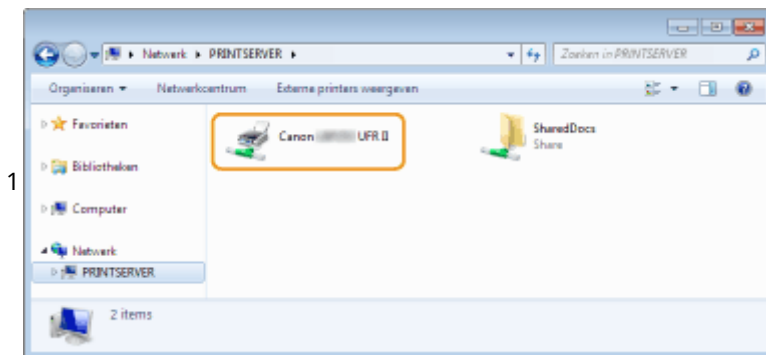 Netwerk ▸ PRINTSERVER ▸ Zoeken in PRINTSERVER
Organiseren Netwerkcentrum Externe printers weergeven
Favorieten
Canon UFR II
SharedDocs
Share
Bibliotheken
1
Computer
Netwerk
PRINTSERVER
2 items